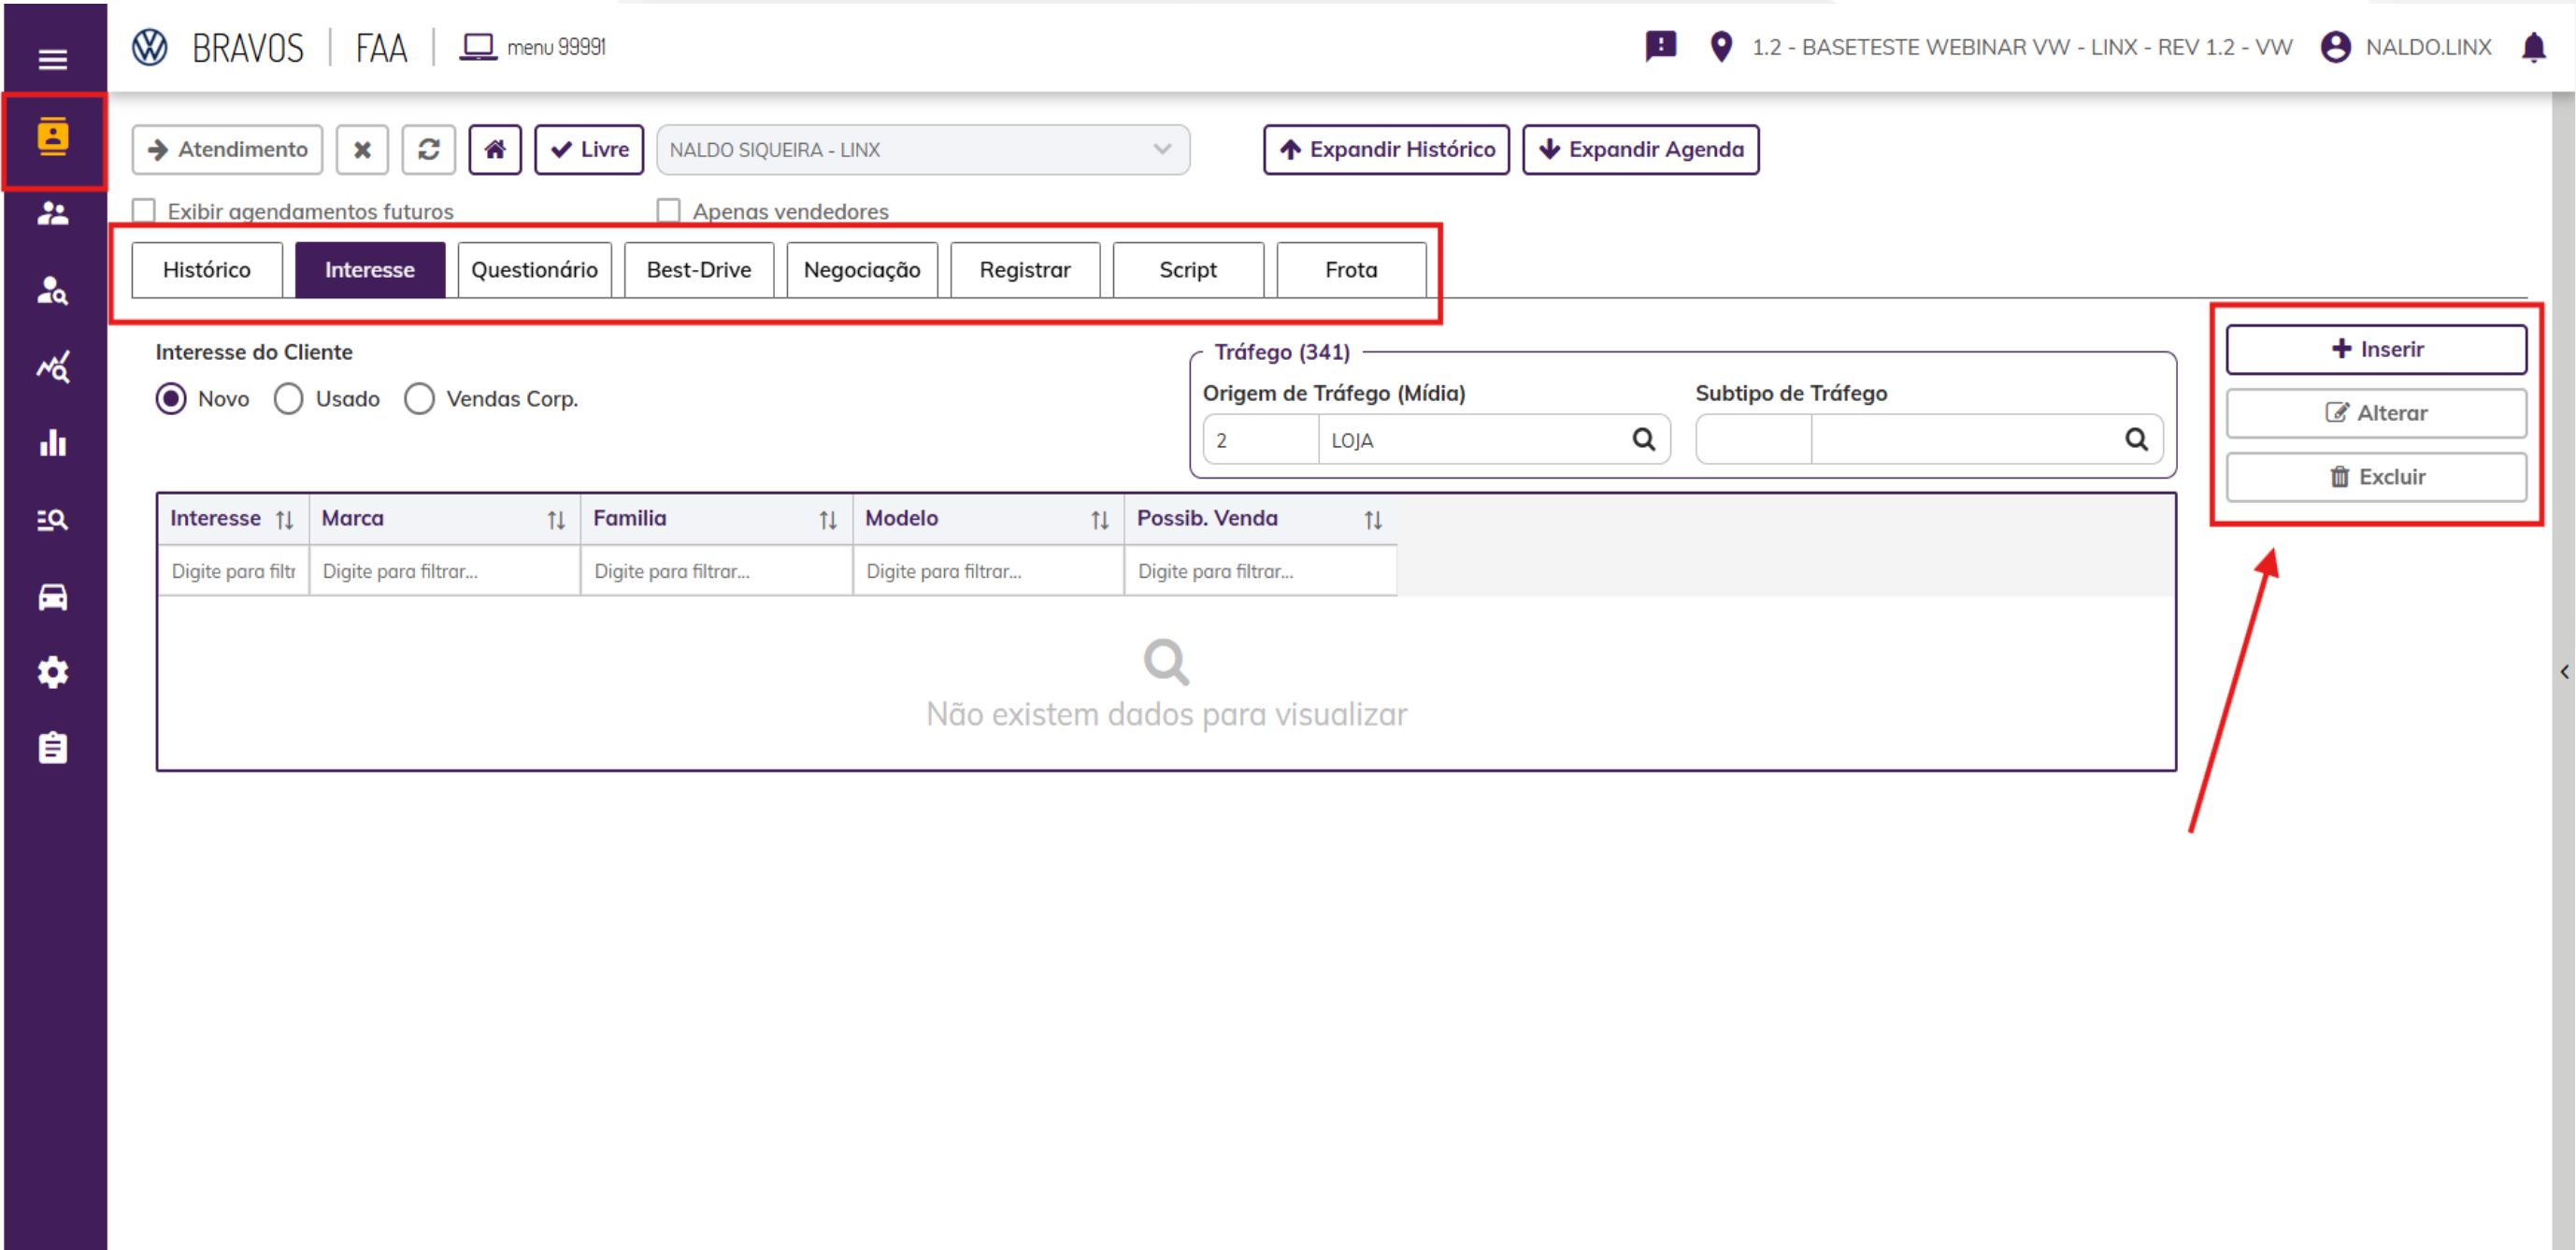 BRAVOS | FAA | menu 99991
1.2 - BASETESTE WEBINAR VW - LINX - REV 1.2 - VW
NALDO.LINX
Atendimento
Livre
NALDO SIQUEIRA - LINX
Expandir Histórico
Expandir Agenda
Exibir agendamentos futuros
Apenas vendedores
Histórico
Interesse
Questionário
Best-Drive
Negociação
Registrar
Script
Frota
Interesse do Cliente
Novo
Usado
Vendas Corp.
Tráfego (341)
Origem de Tráfego (Mídia)
Subtipo de Tráfego
2
LOJA
Inserir
Alterar
Excluir
Interesse
Marca
Familia
Modelo
Possib. Venda
Digite para filtr
Digite para filtrar...
Digite para filtrar...
Digite para filtrar...
Digite para filtrar...
Não existem dados para visualizar